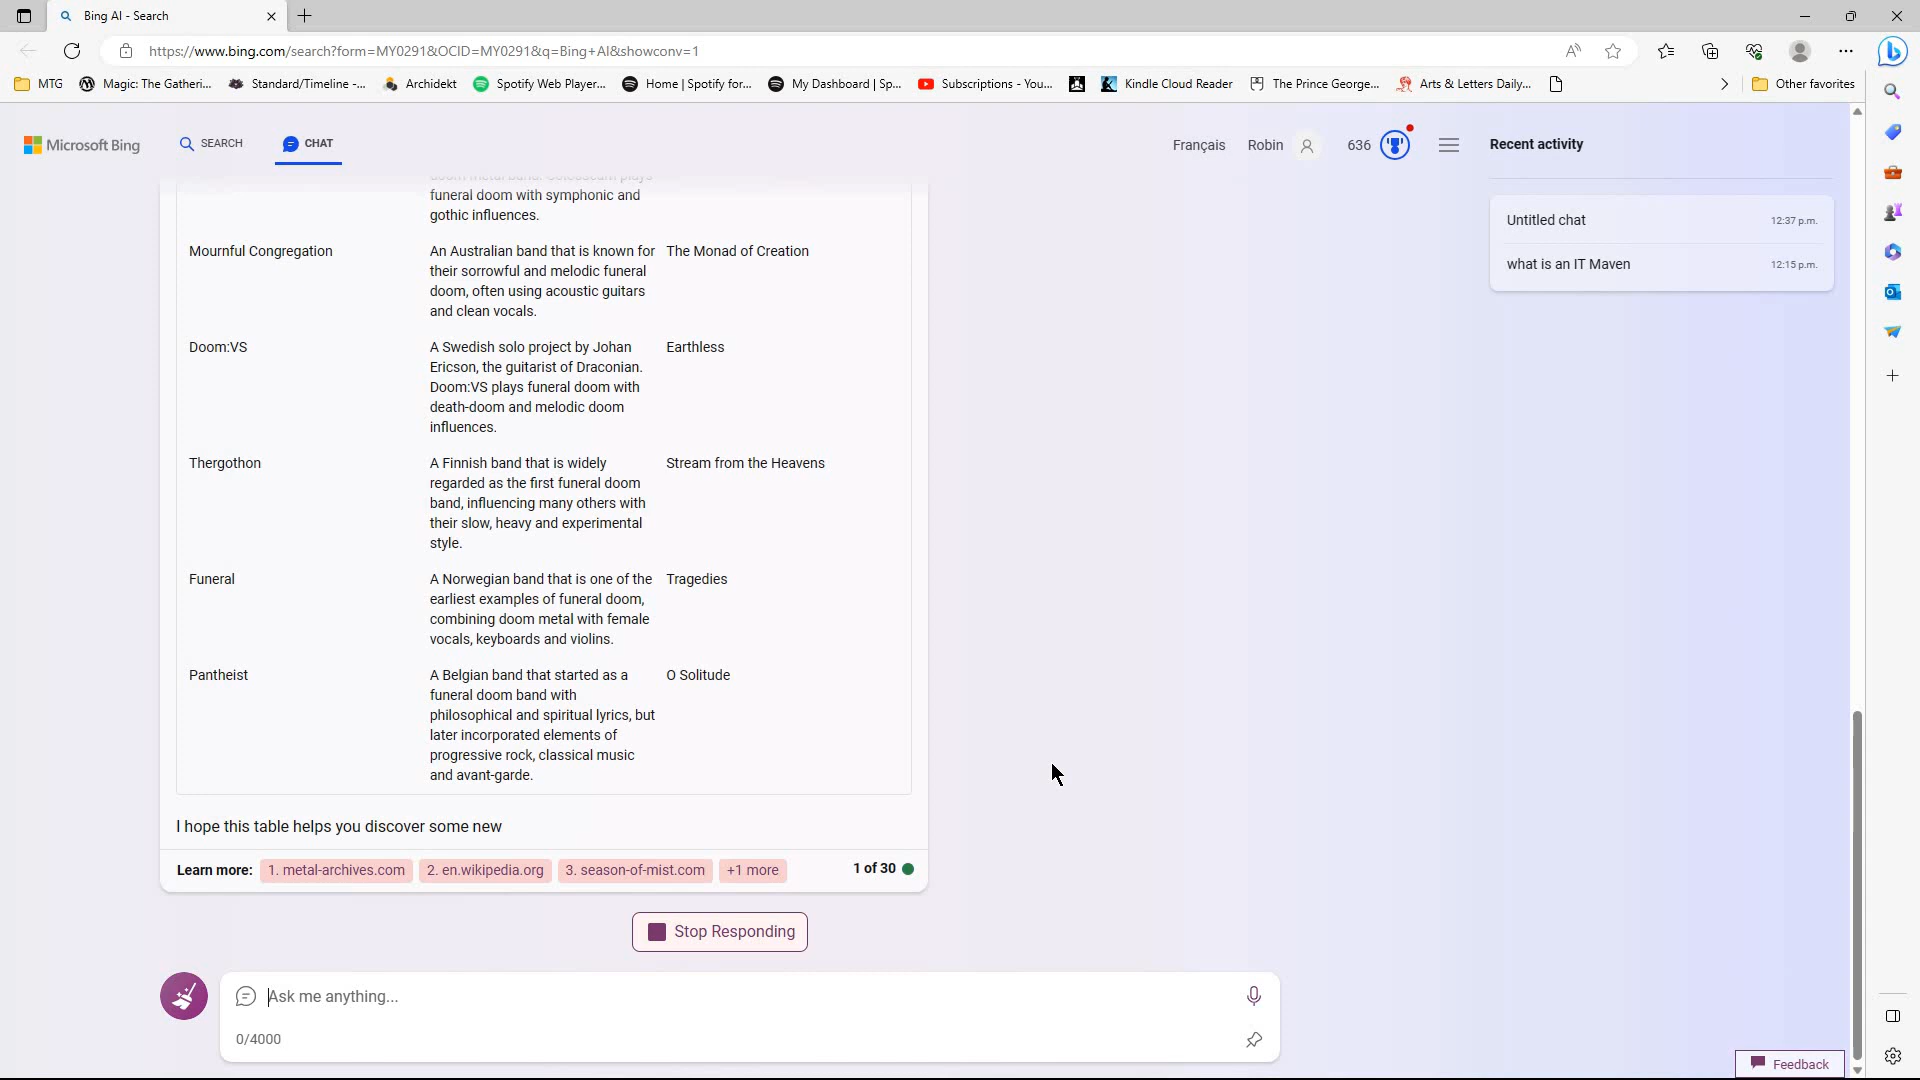 Bing AI - Search
https://www.bing.com/search?form=MY0291&OCID=MY0291&q=Bing+AI&showconv=1
MTG
Magic: The Gatheri...
Standard/Timeline -...
Archidekt
Spotify Web Player...
Home | Spotify for...
My Dashboard | Sp...
Subscriptions - You...
Kindle Cloud Reader
The Prince George...
Arts & Letters Daily...
Other favorites
Microsoft Bing
SEARCH
CHAT
Français
Robin
636
Recent activity
Untitled chat 12:37 p.m.
what is an IT Maven 12:15 p.m.
doom metal band. Colosseum plays
funeral doom with symphonic and
gothic influences.
Mournful Congregation
An Australian band that is known for
their sorrowful and melodic funeral
doom, often using acoustic guitars
and clean vocals.
The Monad of Creation
Doom:VS
A Swedish solo project by Johan
Ericson, the guitarist of Draconian.
Doom:VS plays funeral doom with
death-doom and melodic doom
influences.
Earthless
Thergothon
A Finnish band that is widely
regarded as the first funeral doom
band, influencing many others with
their slow, heavy and experimental
style.
Stream from the Heavens
Funeral
A Norwegian band that is one of the
earliest examples of funeral doom,
combining doom metal with female
vocals, keyboards and violins.
Tragedies
Pantheist
A Belgian band that started as a
funeral doom band with
philosophical and spiritual lyrics, but
later incorporated elements of
progressive rock, classical music
and avant-garde.
O Solitude
I hope this table helps you discover some new
Learn more: 1. metal-archives.com 2. en.wikipedia.org 3. season-of-mist.com +1 more 1 of 30
Stop Responding
Ask me anything...
0/4000
Feedback